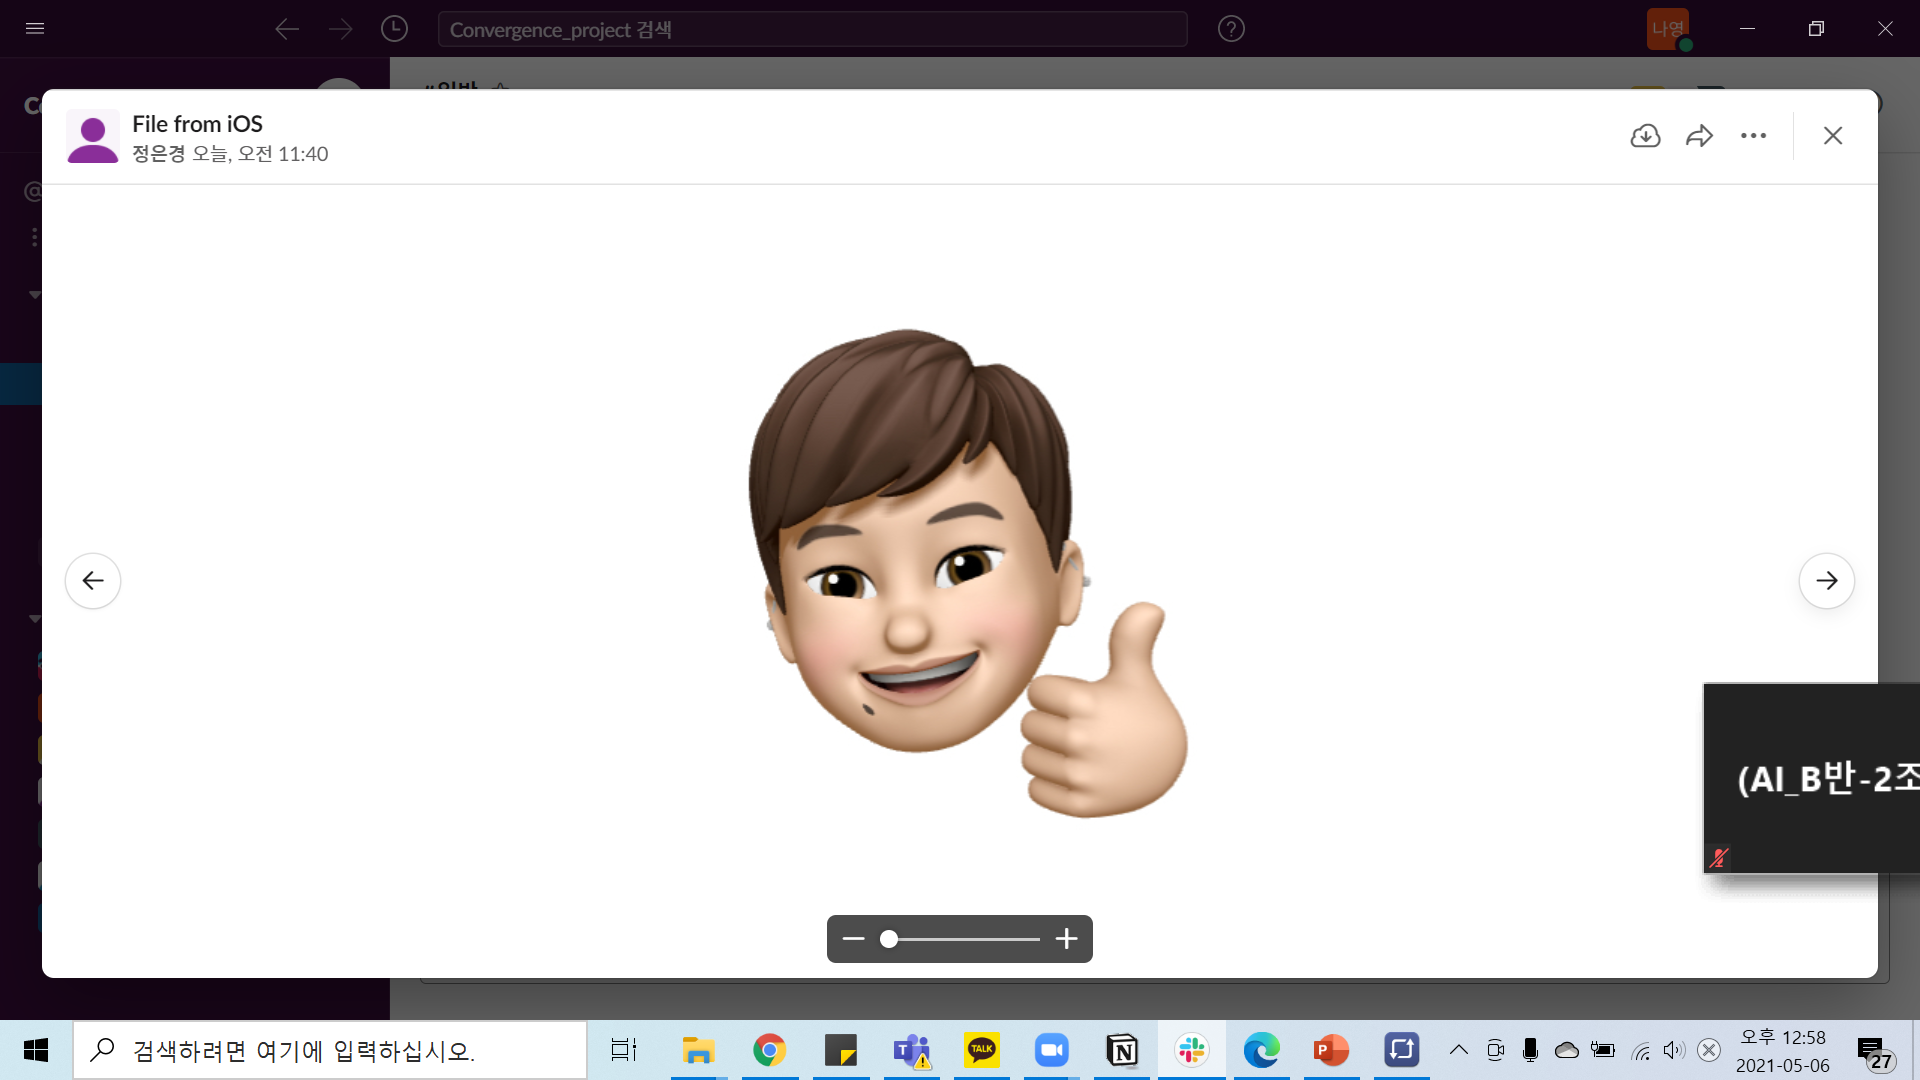 Convergence_project 검색
나영
File from iOS
정은경 오늘, 오전 11:40
(AI_B반-2조
TALK
검색하려면 여기에 입력하십시오.
오후 12:58
2021-05-06
27